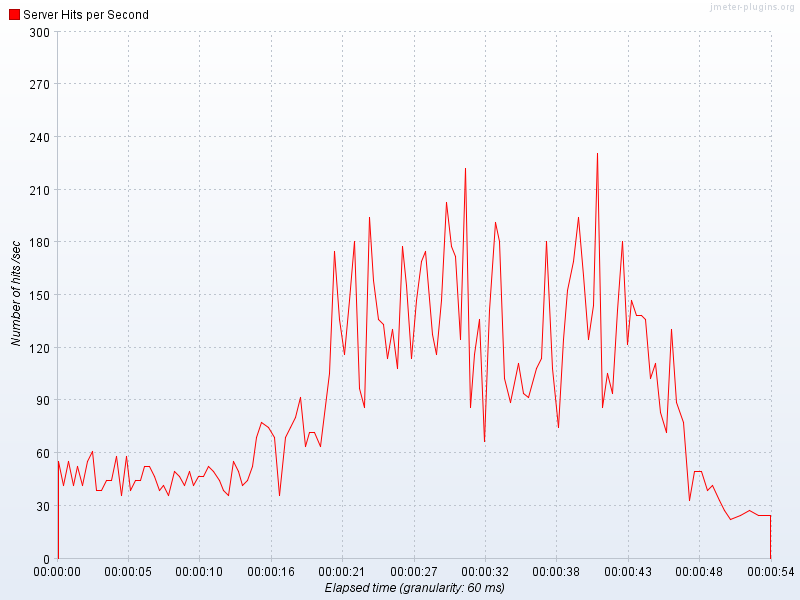 jmeter-plugins.org
Server Hits per Second
300
270
240
210
180
150
120
90
60
30
0
Number of hits /sec
00:00:00 00:00:05 00:00:10 00:00:16 00:00:21 00:00:27 00:00:32 00:00:38 00:00:43 00:00:48 00:00:54
Elapsed time (granularity: 60 ms)